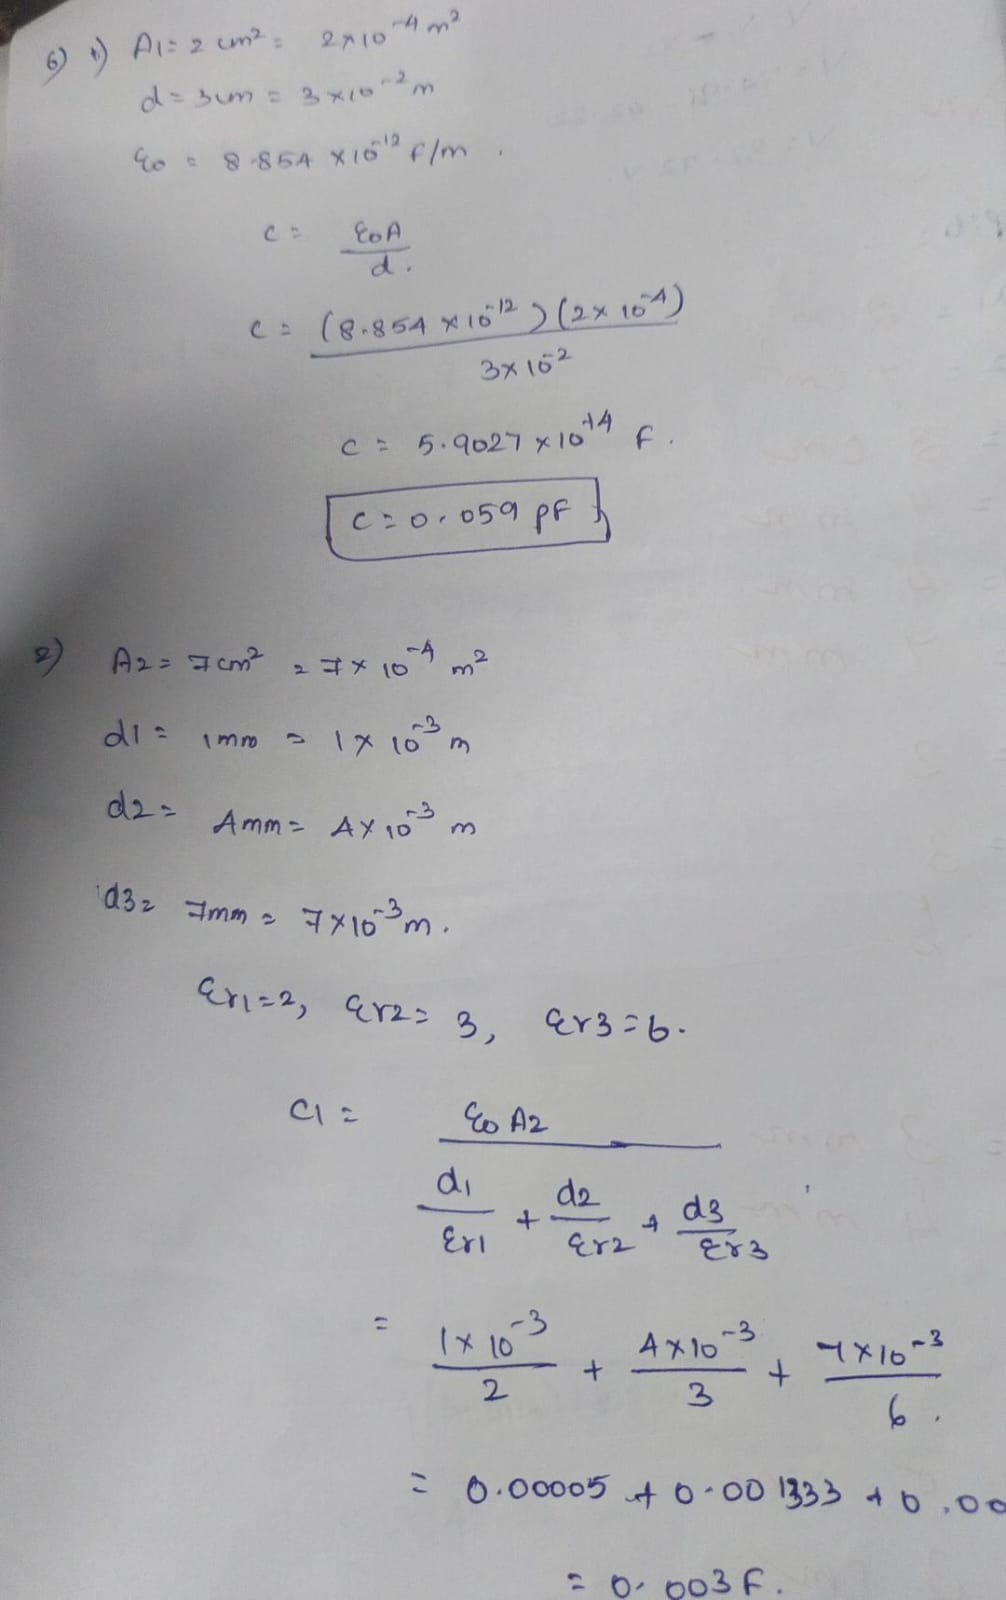 6) 1) A1 = 2 cm² = 2×10⁻⁴ m²
d = 3cm = 3×10⁻² m
ε0 = 8.854 ×10⁻¹² F/m.
C = ε0A
d.
C = (8.854 ×10⁻¹²)(2×10⁻⁴)
3×10⁻²
C = 5.9027 ×10⁻¹⁴ F.
C = 0.059 pF
2) A2 = 7cm² = 7×10⁻⁴ m²
d1 = 1mm = 1×10⁻³ m
d2 = 4mm = 4×10⁻³ m
d3 = 7mm = 7×10⁻³ m.
εr1=2, εr2= 3, εr3=6.
C1 = ε0 A2
d1 + d2 + d3
εr1 εr2 εr3
= 1×10⁻³ + 4×10⁻³ + 7×10⁻³
2 3 6.
= 0.00005 + 0.001333 + 0.00
= 0.003 F.